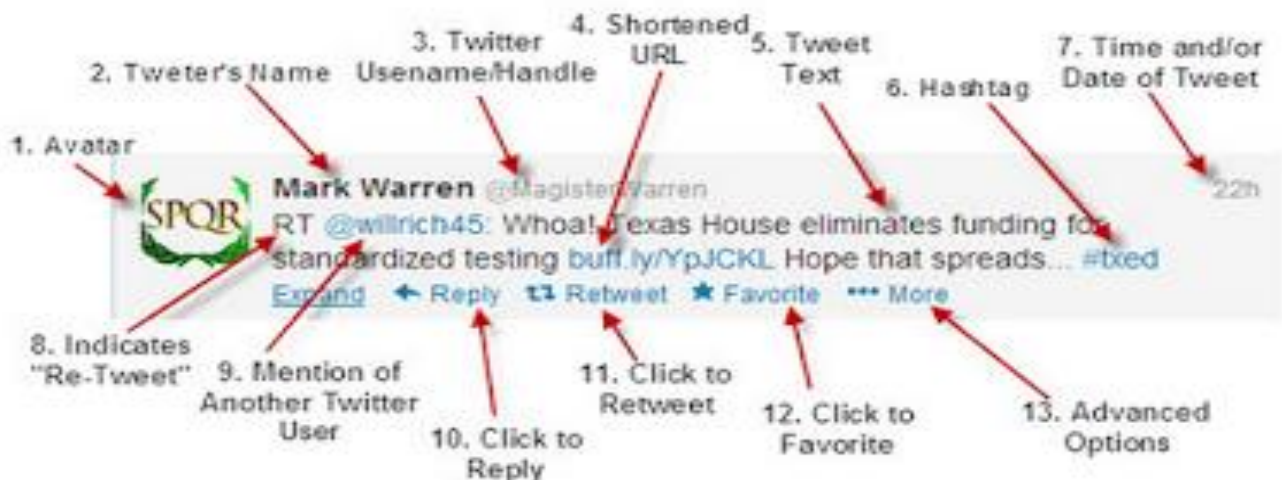 4. Shortened
URL
3. Twitter
Usename/Handle
5. Tweet
Text
7. Time and/or
Date of Tweet
2. Tweter's Name
6. Hashtag
1. Avatar
SPQR
Mark Warren @MagisterWarren 22h
RT @willrich45: Whoa! Texas House eliminates funding for
standardized testing buff.ly/YpJCKL Hope that spreads... #txed
Expand Reply Retweet Favorite More
8. Indicates
"Re-Tweet"
9. Mention of
Another Twitter
User
10. Click to
Reply
11. Click to
Retweet
12. Click to
Favorite
13. Advanced
Options